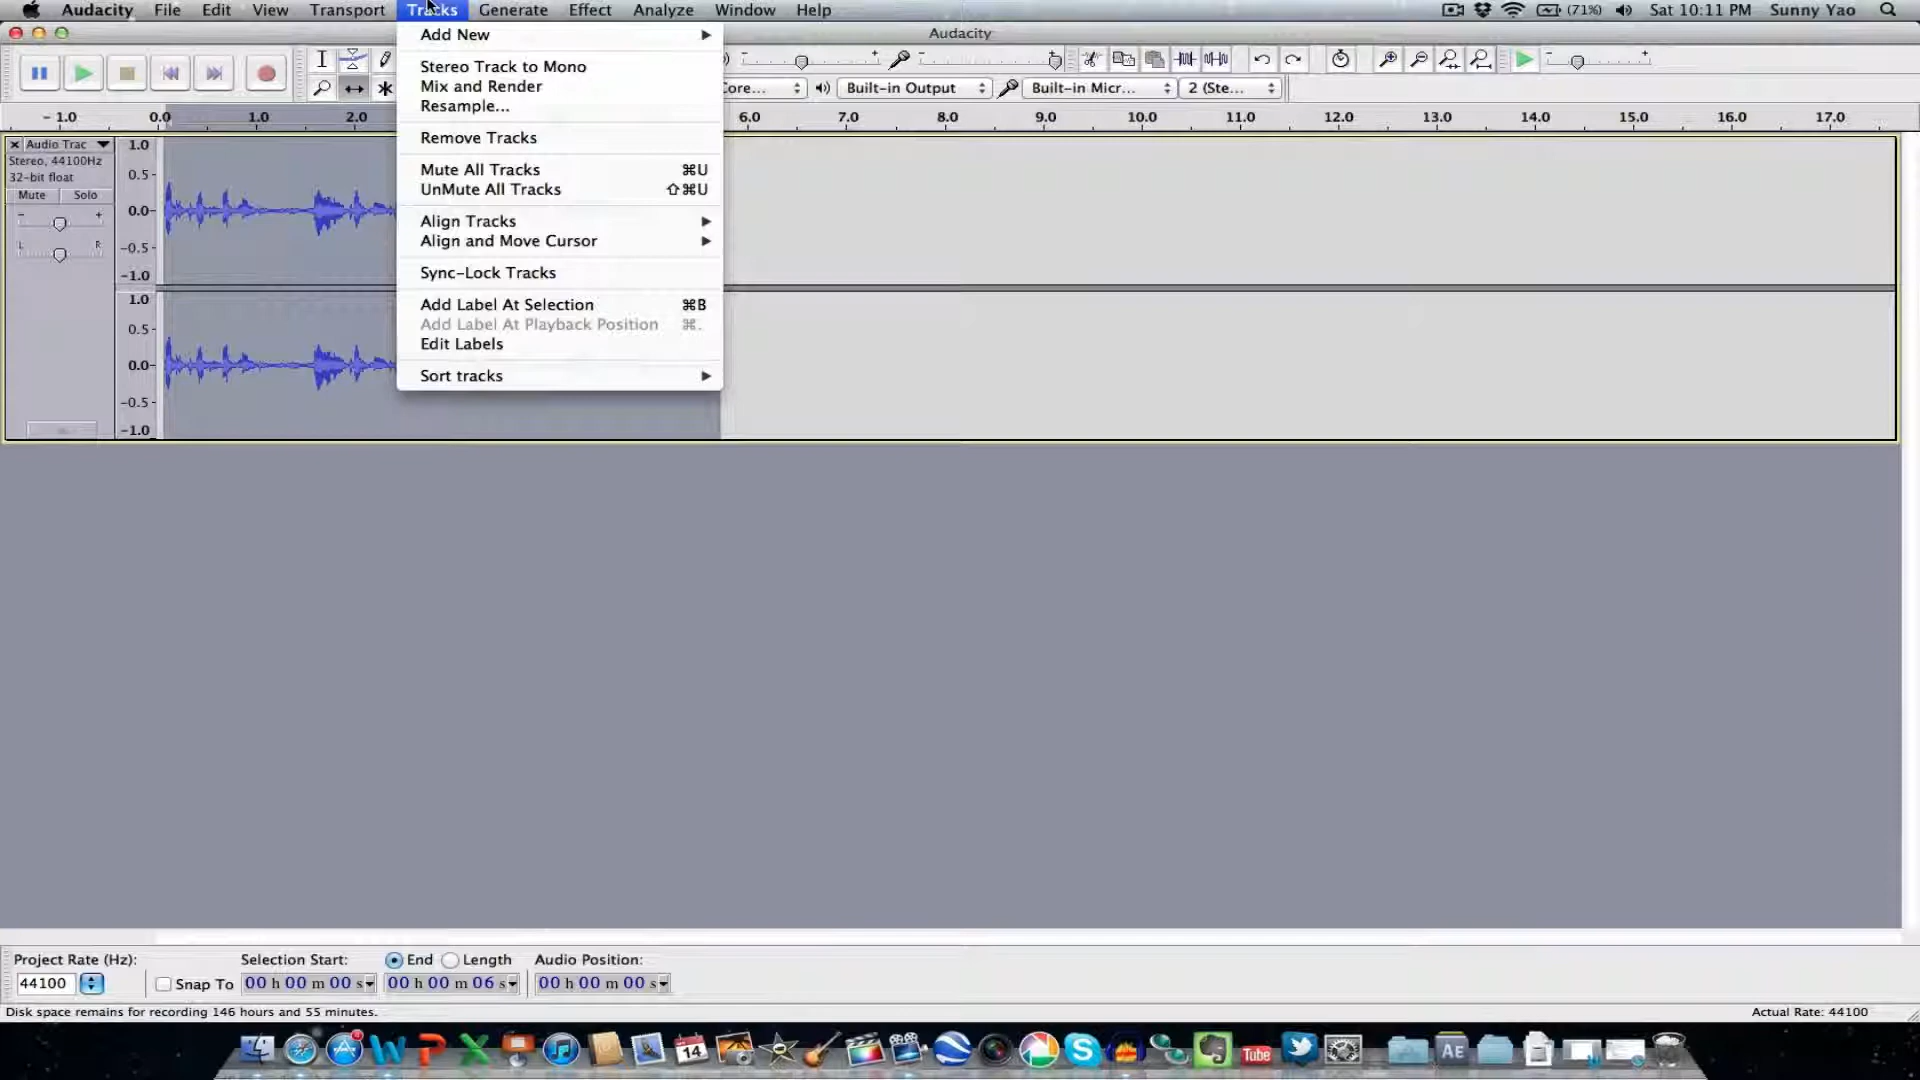 Audacity File Edit View Transport Tracks Generate Effect Analyze Window Help (71%) Sat 10:11 PM Sunny Yao
Audacity
Add New
Stereo Track to Mono
Mix and Render
Resample...
Remove Tracks
Mute All Tracks ⌘U
UnMute All Tracks ⇧⌘U
Align Tracks
Align and Move Cursor
Sync-Lock Tracks
Add Label At Selection ⌘B
Add Label At Playback Position ⌘.
Edit Labels
Sort tracks
Core... Built-in Output Built-in Micr... 2 (Ste...
- 1.0 0.0 1.0 2.0 6.0 7.0 8.0 9.0 10.0 11.0 12.0 13.0 14.0 15.0 16.0 17.0
Audio Trac
Stereo, 44100Hz
32-bit float
Mute Solo
- +
L R
1.0
0.5-
0.0-
-0.5-
-1.0
1.0
0.5-
0.0-
-0.5-
-1.0
Project Rate (Hz): Selection Start: End Length Audio Position:
44100 Snap To 00 h 00 m 00 s 00 h 00 m 06 s 00 h 00 m 00 s
Disk space remains for recording 146 hours and 55 minutes. Actual Rate: 44100
W P X 14 S Tube AE